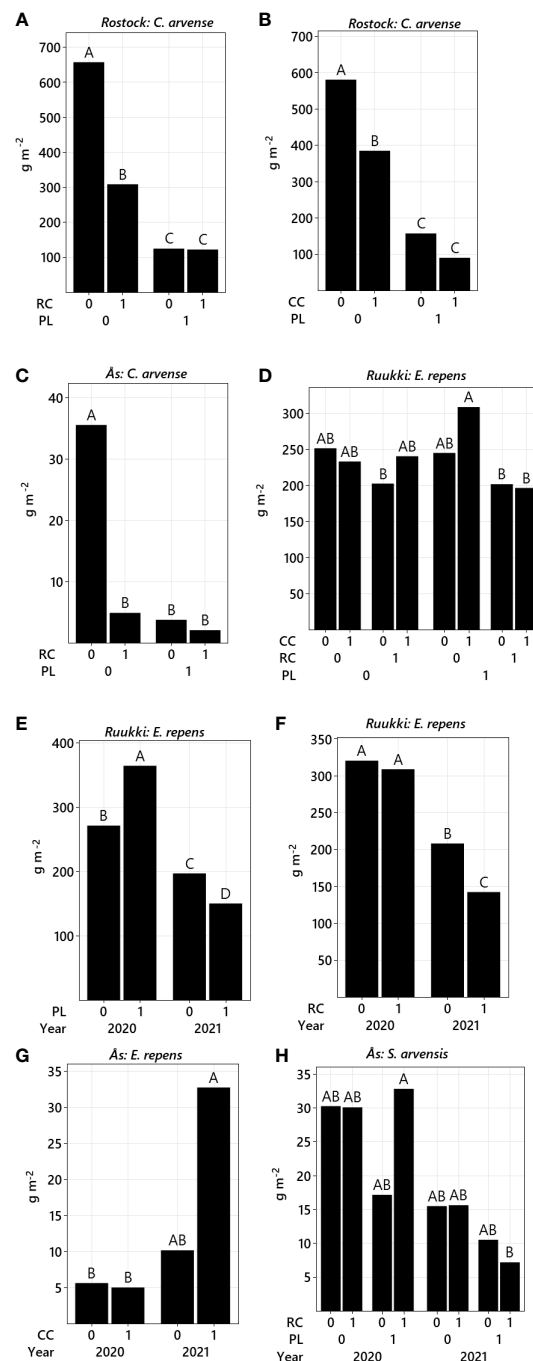 A
Rostock: C. arvense
700
600
500
400
300
200
100
g m-2
A
B
C
C
RC 0 1 0 1
PL 0 1
B
Rostock: C. arvense
700
600
500
400
300
200
100
g m-2
A
B
C
C
CC 0 1 0 1
PL 0 1
C
Ås: C. arvense
40
30
20
10
g m-2
A
B
B
B
RC 0 1 0 1
PL 0 1
D
Ruukki: E. repens
300
250
200
150
100
50
g m-2
AB AB B AB AB A B B
CC 0 1 0 1 0 1 0 1
RC 0 1 0 1
PL 0 1
E
Ruukki: E. repens
400
300
200
100
g m-2
B
A
C
D
PL 0 1 0 1
Year 2020 2021
F
Ruukki: E. repens
350
300
250
200
150
100
50
g m-2
A
A
B
C
RC 0 1 0 1
Year 2020 2021
G
Ås: E. repens
35
30
25
20
15
10
5
g m-2
B
B
AB
A
CC 0 1 0 1
Year 2020 2021
H
Ås: S. arvensis
35
30
25
20
15
10
5
g m-2
AB AB AB A AB AB AB B
RC 0 1 0 1 0 1 0 1
PL 0 1 0 1
Year 2020 2021